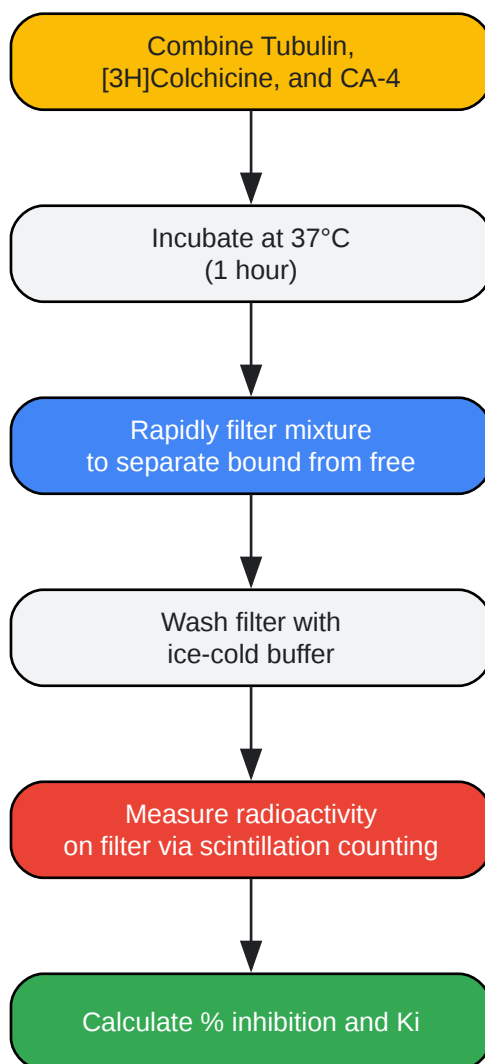 Combine Tubulin,
[3H]Colchicine, and CA-4
Incubate at 37°C
(1 hour)
Rapidly filter mixture
to separate bound from free
Wash filter with
ice-cold buffer
Measure radioactivity
on filter via scintillation counting
Calculate % inhibition and Ki